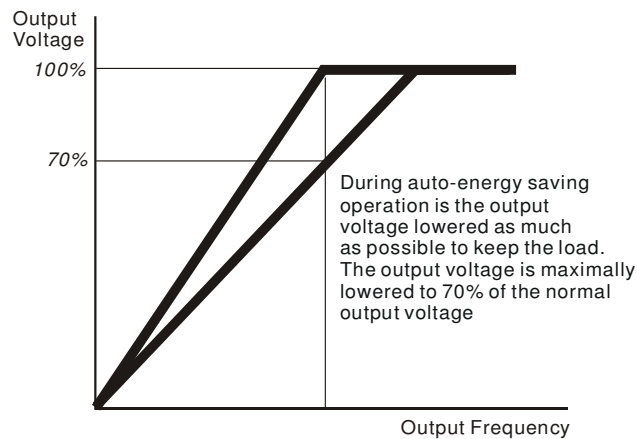 Output
Voltage
100%
70%
During auto-energy saving
operation is the output
voltage lowered as much
as possible to keep the load.
The output voltage is maximally
lowered to 70% of the normal
output voltage
Output Frequency